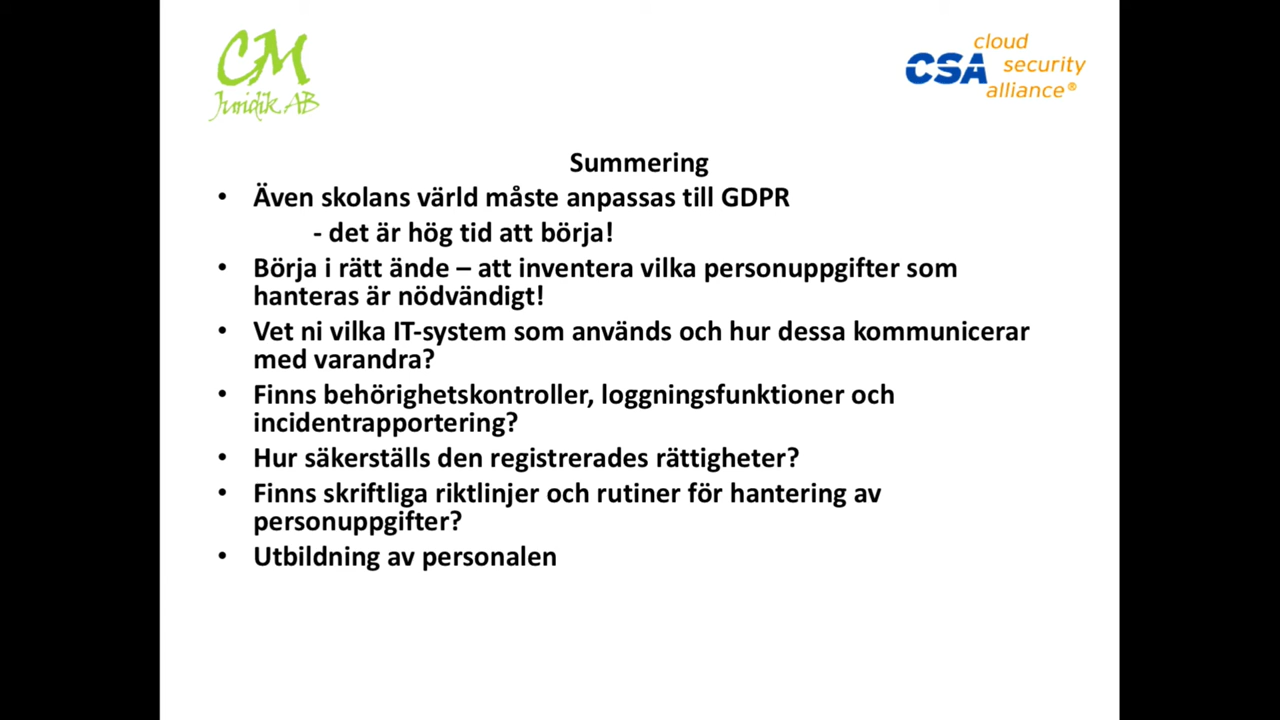 CM
Juridik AB
cloud
CSA security
alliance®
Summering
• Även skolans värld måste anpassas till GDPR
- det är hög tid att börja!
• Börja i rätt ände – att inventera vilka personuppgifter som
hanteras är nödvändigt!
• Vet ni vilka IT-system som används och hur dessa kommunicerar
med varandra?
• Finns behörighetskontroller, loggningsfunktioner och
incidentrapportering?
• Hur säkerställs den registrerades rättigheter?
• Finns skriftliga riktlinjer och rutiner för hantering av
personuppgifter?
• Utbildning av personalen